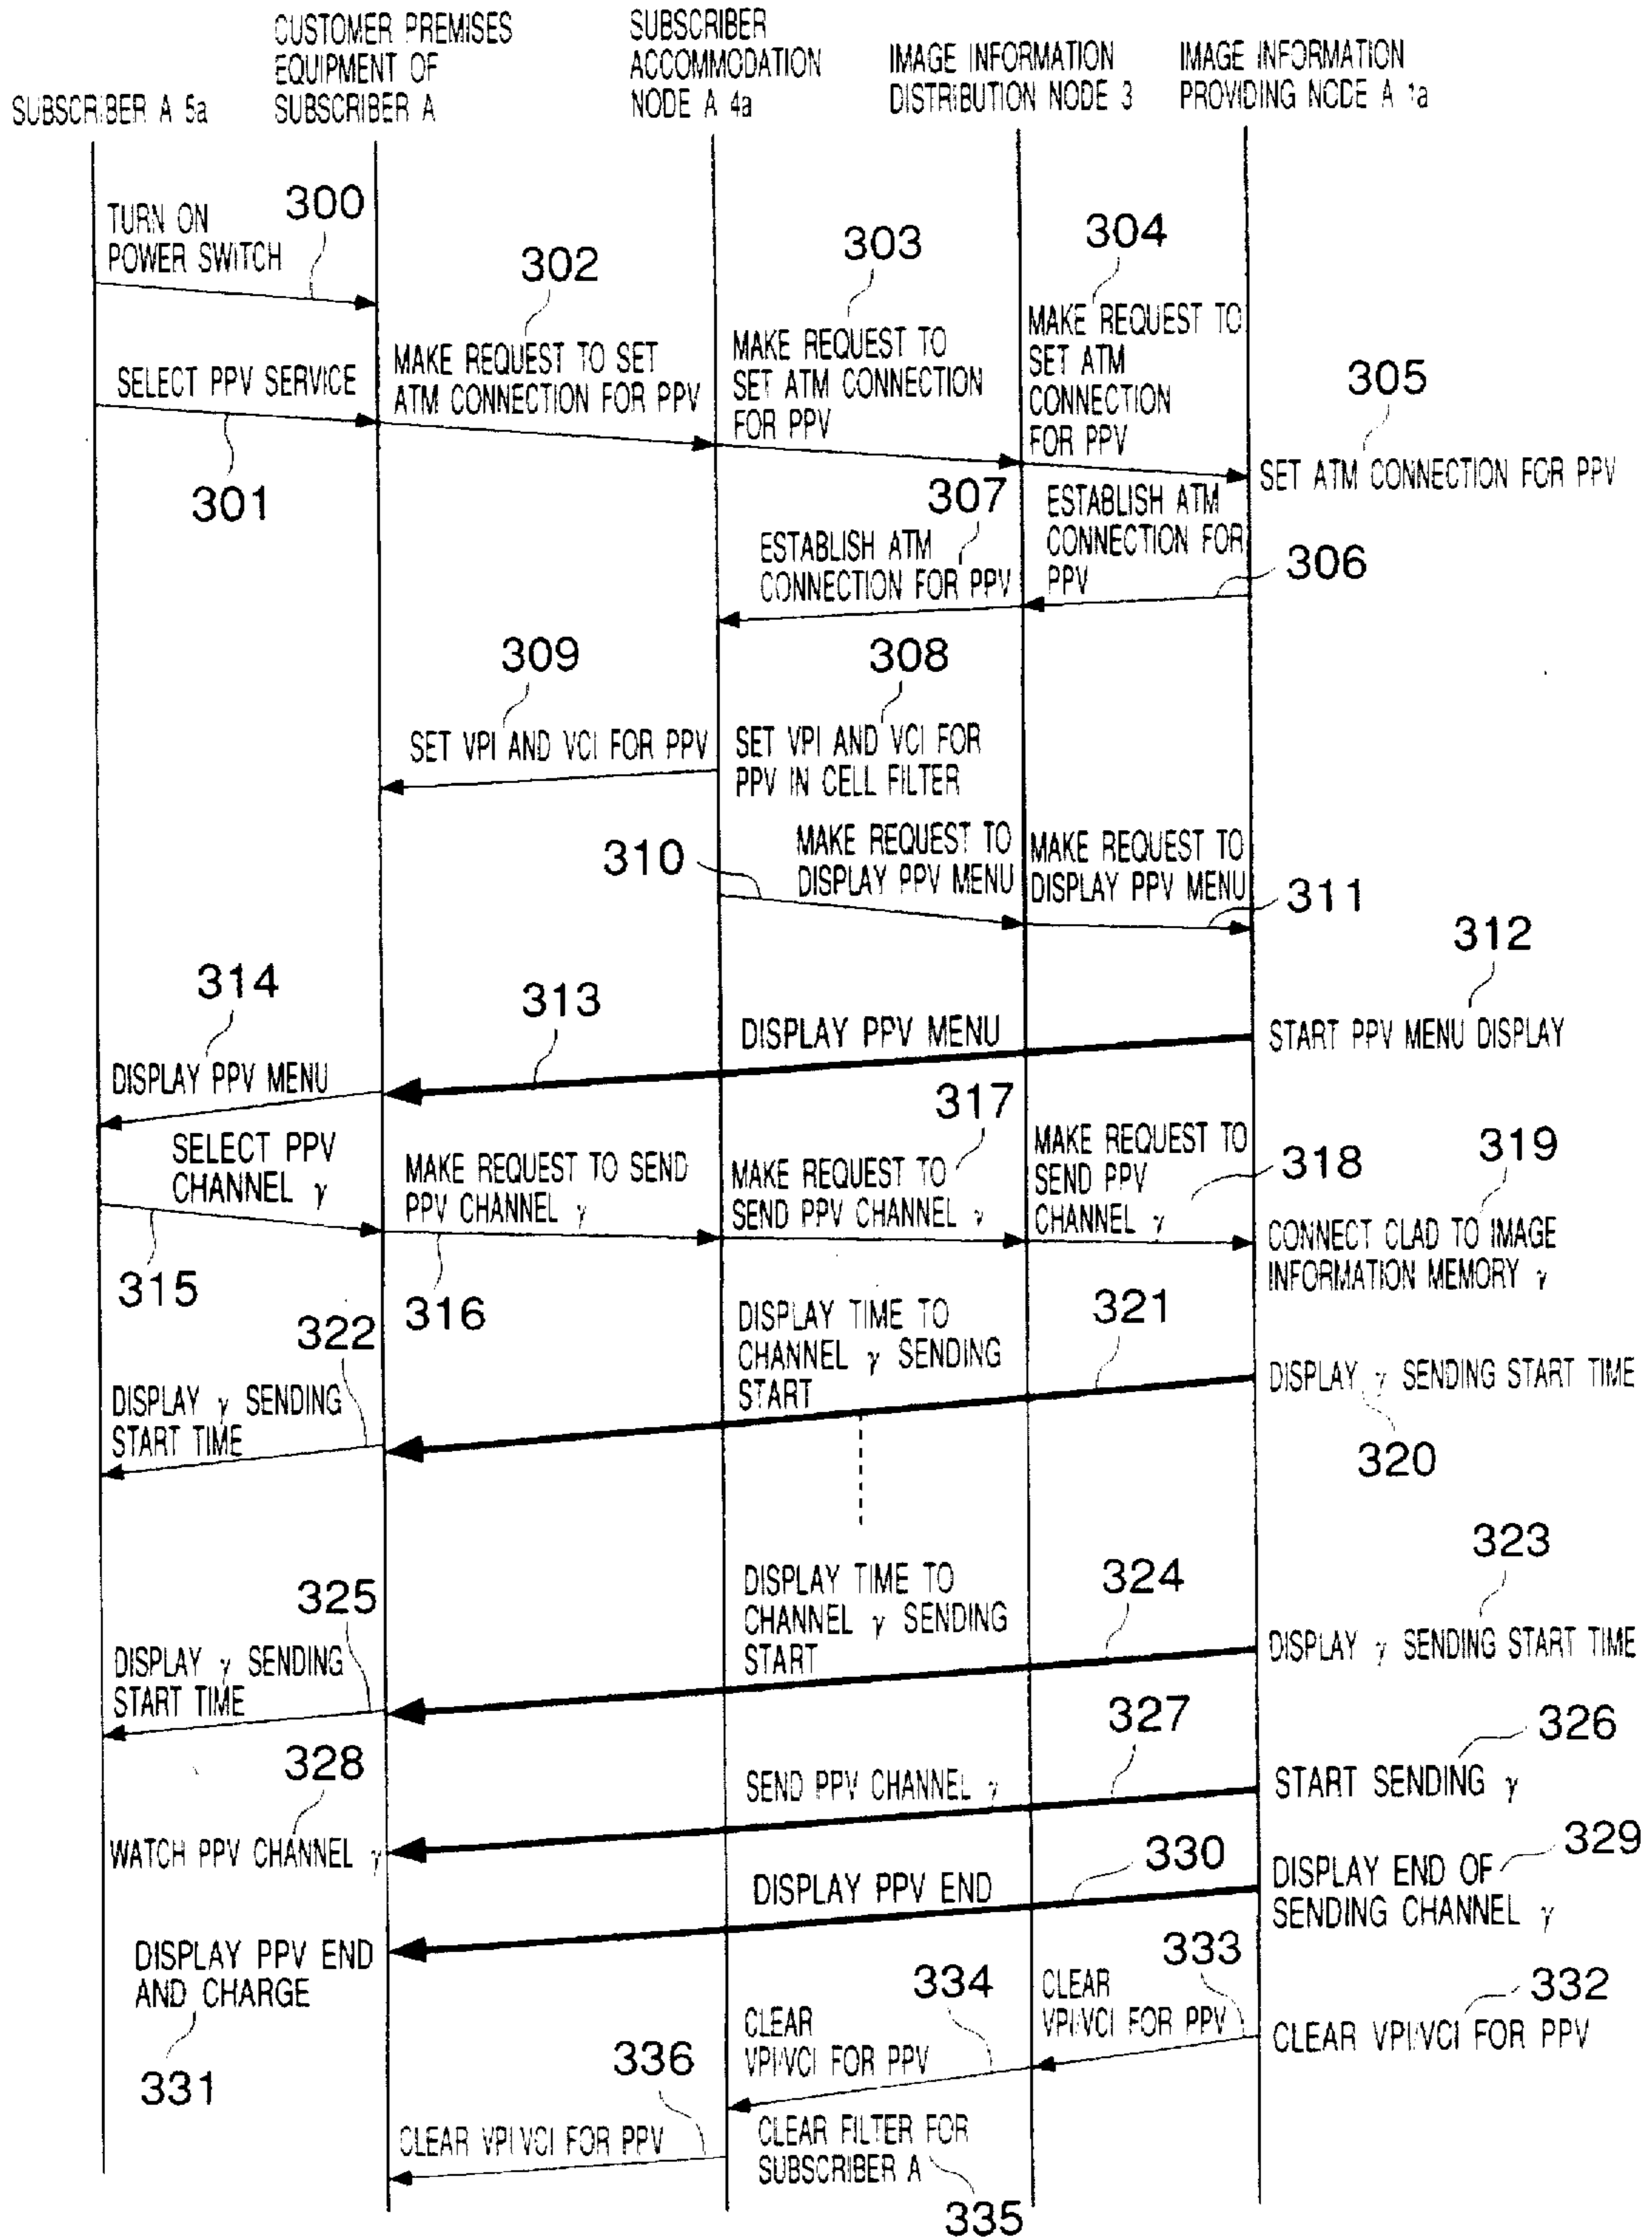 SUBSCRIBER A 5a
CUSTOMER PREMISES
EQUIPMENT OF
SUBSCRIBER A
SUBSCRIBER
ACCOMMODATION
NODE A 4a
IMAGE INFORMATION
DISTRIBUTION NODE 3
IMAGE INFORMATION
PROVIDING NODE A 1a
TURN ON
POWER SWITCH
300
SELECT PPV SERVICE
301
302
MAKE REQUEST TO SET
ATM CONNECTION FOR PPV
303
MAKE REQUEST TO
SET ATM CONNECTION
FOR PPV
304
MAKE REQUEST TO
SET ATM
CONNECTION
FOR PPV
305
SET ATM CONNECTION FOR PPV
307
ESTABLISH ATM
CONNECTION FOR PPV
ESTABLISH ATM
CONNECTION FOR
PPV
306
309
SET VPI AND VCI FOR PPV
308
SET VPI AND VCI FOR
PPV IN CELL FILTER
310
MAKE REQUEST TO
DISPLAY PPV MENU
MAKE REQUEST TO
DISPLAY PPV MENU
311
312
START PPV MENU DISPLAY
DISPLAY PPV MENU
313
314
DISPLAY PPV MENU
SELECT PPV
CHANNEL γ
315
MAKE REQUEST TO SEND
PPV CHANNEL γ
316
317
MAKE REQUEST TO
SEND PPV CHANNEL γ
MAKE REQUEST TO
SEND PPV
CHANNEL γ
318
319
CONNECT CLAD TO IMAGE
INFORMATION MEMORY γ
DISPLAY TIME TO
CHANNEL γ SENDING
START
321
DISPLAY γ SENDING START TIME
320
322
DISPLAY γ SENDING
START TIME
323
DISPLAY γ SENDING START TIME
DISPLAY TIME TO
CHANNEL γ SENDING
START
324
325
DISPLAY γ SENDING
START TIME
326
START SENDING γ
327
SEND PPV CHANNEL γ
328
WATCH PPV CHANNEL γ
329
DISPLAY END OF
SENDING CHANNEL γ
330
DISPLAY PPV END
DISPLAY PPV END
AND CHARGE
331
332
CLEAR VPI/VCI FOR PPV
333
CLEAR
VPI/VCI FOR PPV
334
CLEAR
VPI/VCI FOR PPV
336
CLEAR VPI VCI FOR PPV
CLEAR FILTER FOR
SUBSCRIBER A
335